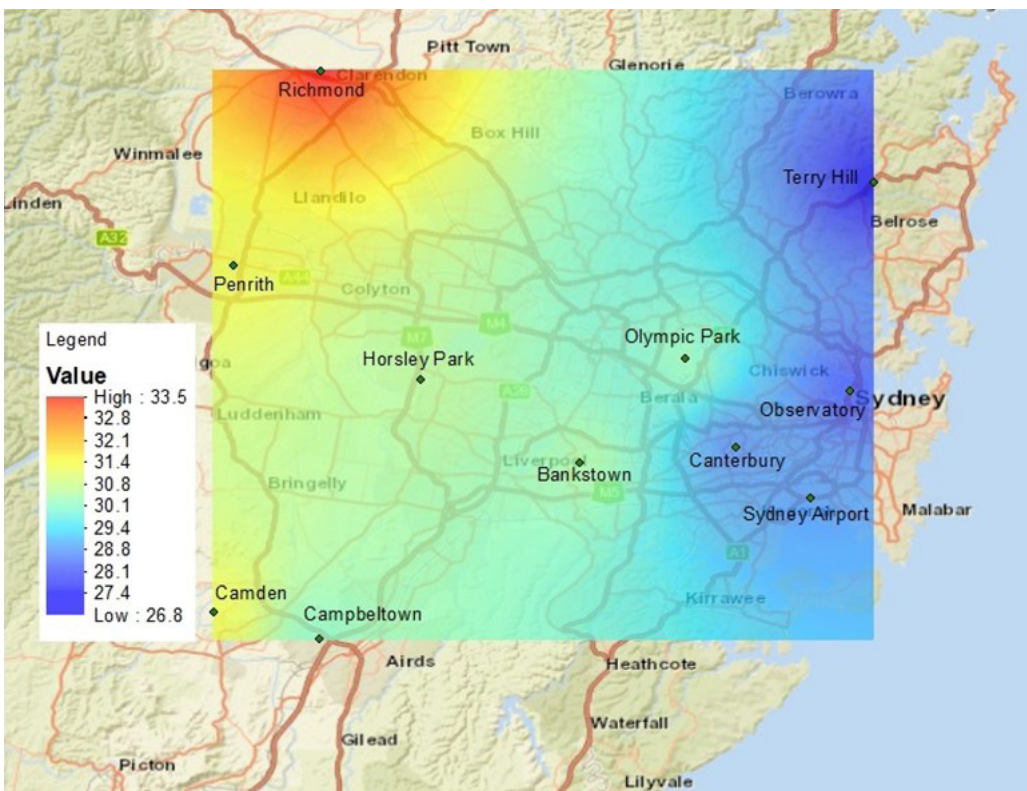 Pitt Town
Glenorie
Clarendon
Richmond
Berowra
Box Hill
Winmalee
Terry Hill
Llandilo
Linden
Belrose
A32
Penrith
A44
Colyton
M7
M4
Olympic Park
Legend
Horsley Park
Chiswick
goa
Value
A28
Berala
High : 33.5
Sydney
Luddenham
Observatory
32.8
32.1
31.4
Liverpool
Canterbury
30.8
Bankstown
30.1
Bringelly
M5
29.4
Sydney Airport
Malabar
28.8
28.1
A1
27.4
Camden
Kirrawee
Low : 26.8
Campbeltown
Airds
Heathcote
Waterfall
Gilead
Picton
Lilyvale